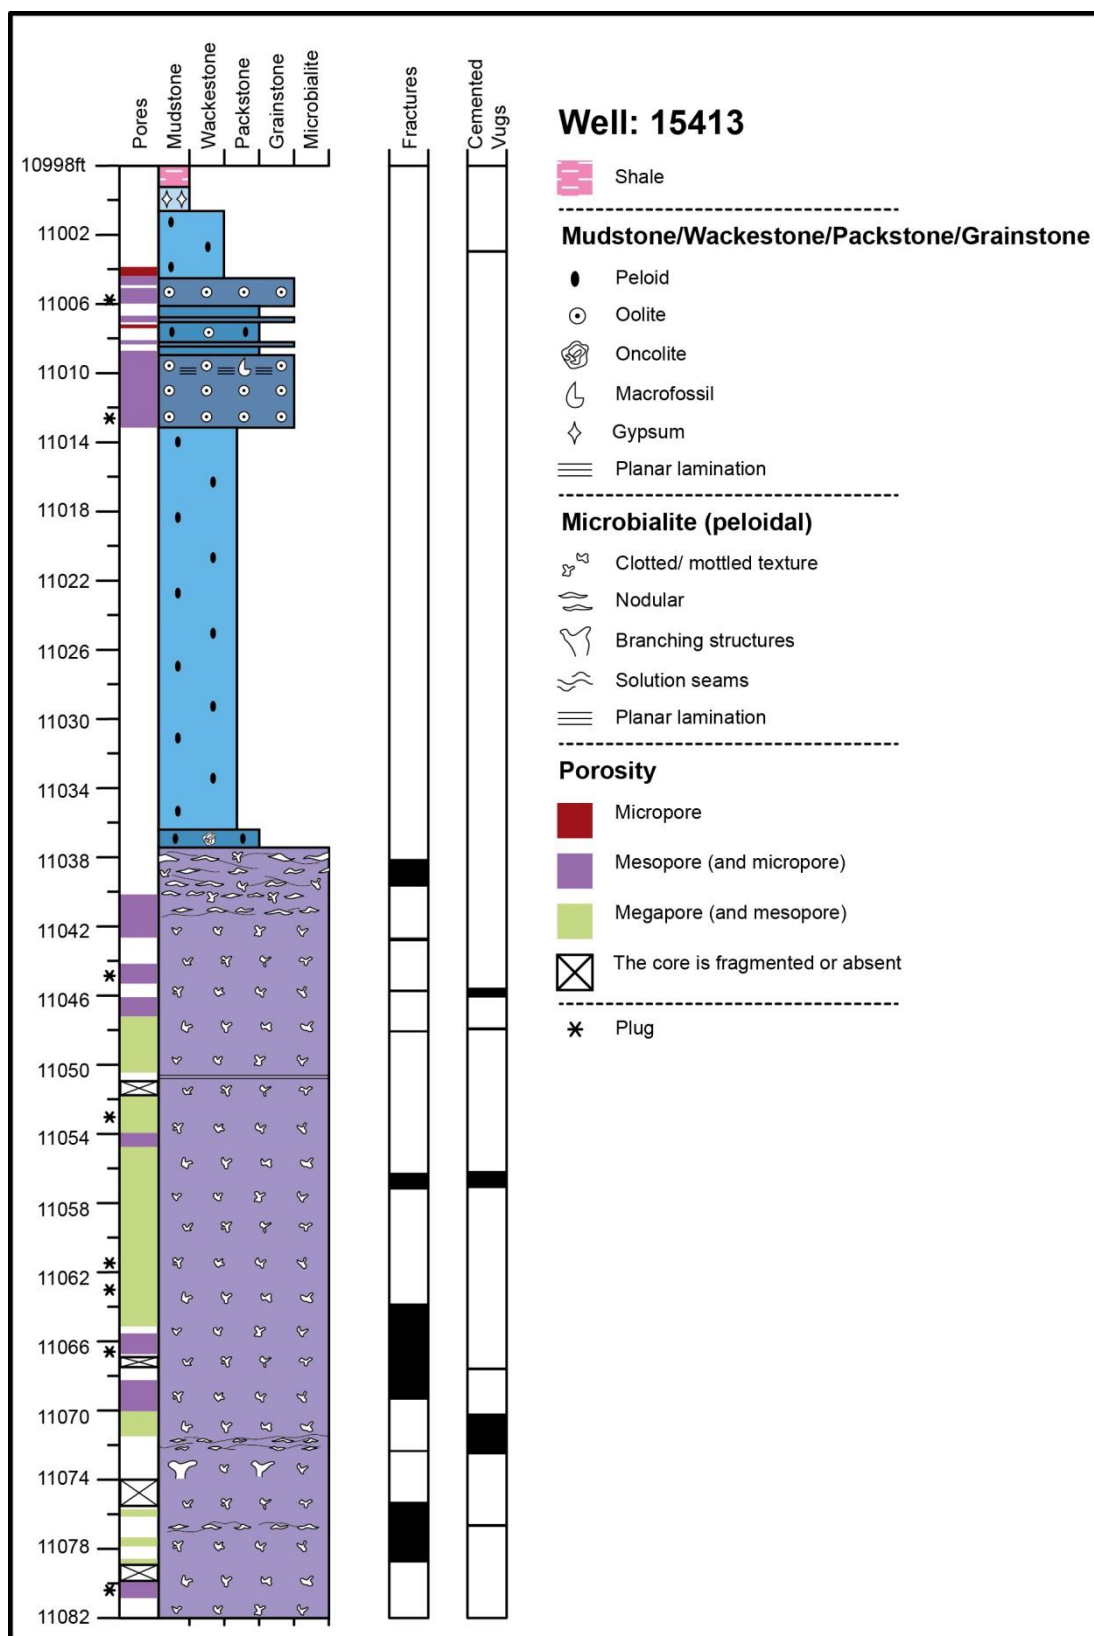 Pores
Mudstone
Wackestone
Packstone
Grainstone
Microbialite
Fractures
Cemented
Vugs
10998ft
11002
11006
11010
11014
11018
11022
11026
11030
11034
11038
11042
11046
11050
11054
11058
11062
11066
11070
11074
11078
11082
Well: 15413
Shale
Mudstone/Wackestone/Packstone/Grainstone
Peloid
Oolite
Oncolite
Macrofossil
Gypsum
Planar lamination
Microbialite (peloidal)
Clotted/ mottled texture
Nodular
Branching structures
Solution seams
Planar lamination
Porosity
Micropore
Mesopore (and micropore)
Megapore (and mesopore)
The core is fragmented or absent
Plug